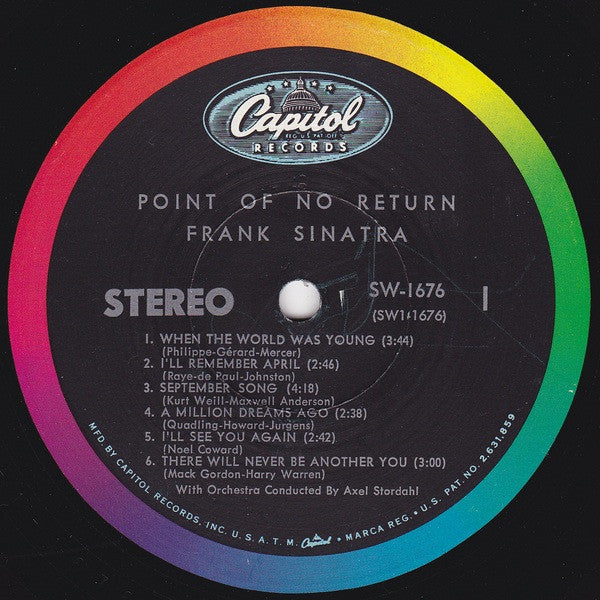 Capitol
REG. U.S. PAT. OFF.
RECORDS
POINT OF NO RETURN
FRANK SINATRA
STEREO
SW-1676
(SW1-1676)
1
1. WHEN THE WORLD WAS YOUNG (3:44)
(Philippe-Gérard-Mercer)
2. I'LL REMEMBER APRIL (2:46)
(Raye-de Paul-Johnston)
3. SEPTEMBER SONG (4:18)
(Kurt Weill-Maxwell Anderson)
4. A MILLION DREAMS AGO (2:38)
(Quadling-Howard-Jurgens)
5. I'LL SEE YOU AGAIN (2:42)
(Noel Coward)
6. THERE WILL NEVER BE ANOTHER YOU (3:00)
(Mack Gordon-Harry Warren)
With Orchestra Conducted By Axel Stordahl
MFD. BY CAPITOL RECORDS, INC. U.S.A. T.M. Capitol • MARCA REG. • U.S. PAT. NO. 2,631,859